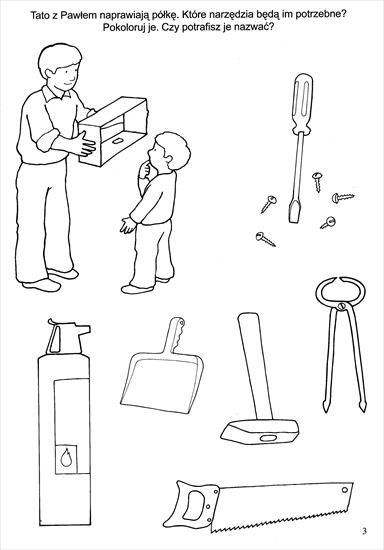 Tato z Pawłem naprawiają półkę. Które narzędzia będą im potrzebne?
Pokoloruj je. Czy potrafisz je nazwać?
3